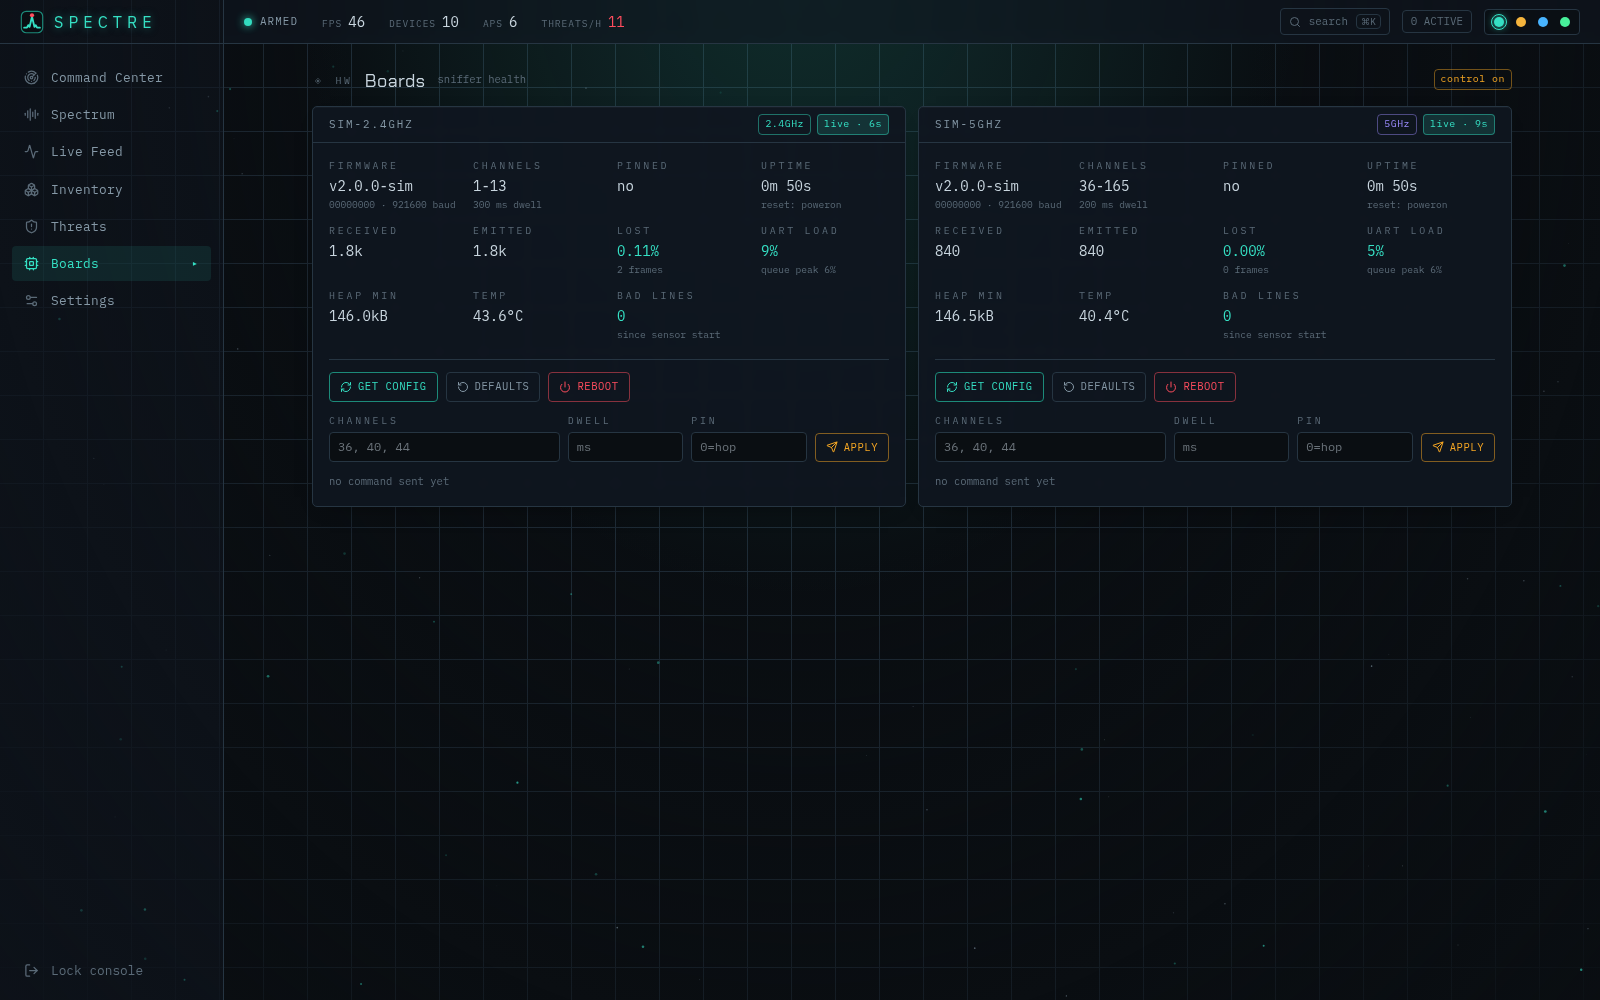 SPECTRE
ARMED FPS 46 DEVICES 10 APS 6 THREATS/H 11
search ⌘K 0 ACTIVE
Command Center
Spectrum
Live Feed
Inventory
Threats
Boards
Settings
Lock console
HW Boards sniffer health control on
SIM-2.4GHZ 2.4GHz live · 6s
FIRMWARE CHANNELS PINNED UPTIME
v2.0.0-sim 1-13 no 0m 50s
00000000 · 921600 baud 300 ms dwell reset: poweron
RECEIVED EMITTED LOST UART LOAD
1.8k 1.8k 0.11% 9%
2 frames queue peak 6%
HEAP MIN TEMP BAD LINES
146.0kB 43.6°C 0
since sensor start
GET CONFIG DEFAULTS REBOOT
CHANNELS DWELL PIN
36, 40, 44 ms 0=hop APPLY
no command sent yet
SIM-5GHZ 5GHz live · 9s
FIRMWARE CHANNELS PINNED UPTIME
v2.0.0-sim 36-165 no 0m 50s
00000000 · 921600 baud 200 ms dwell reset: poweron
RECEIVED EMITTED LOST UART LOAD
840 840 0.00% 5%
0 frames queue peak 6%
HEAP MIN TEMP BAD LINES
146.5kB 40.4°C 0
since sensor start
GET CONFIG DEFAULTS REBOOT
CHANNELS DWELL PIN
36, 40, 44 ms 0=hop APPLY
no command sent yet